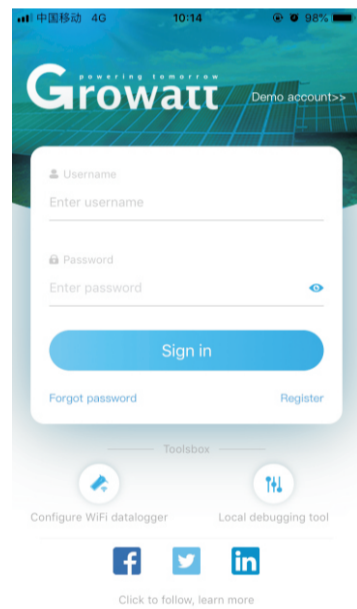 中国移动 4G 10:14 98%
powering tomorrow
Growatt
Demo account>>
Username
Enter username
Password
Enter password
Sign in
Forgot password Register
Toolsbox
Configure WiFi datalogger Local debugging tool
f in
Click to follow, learn more